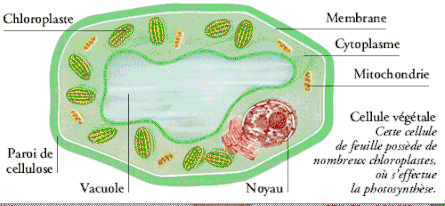 Chloroplaste
Membrane
Cytoplasme
Mitochondrie
Paroi de
cellulose
Vacuole
Noyau
Cellule végétale
Cette cellule
de feuille possède de
nombreux chloroplastes,
où s'effectue
la photosynthèse.